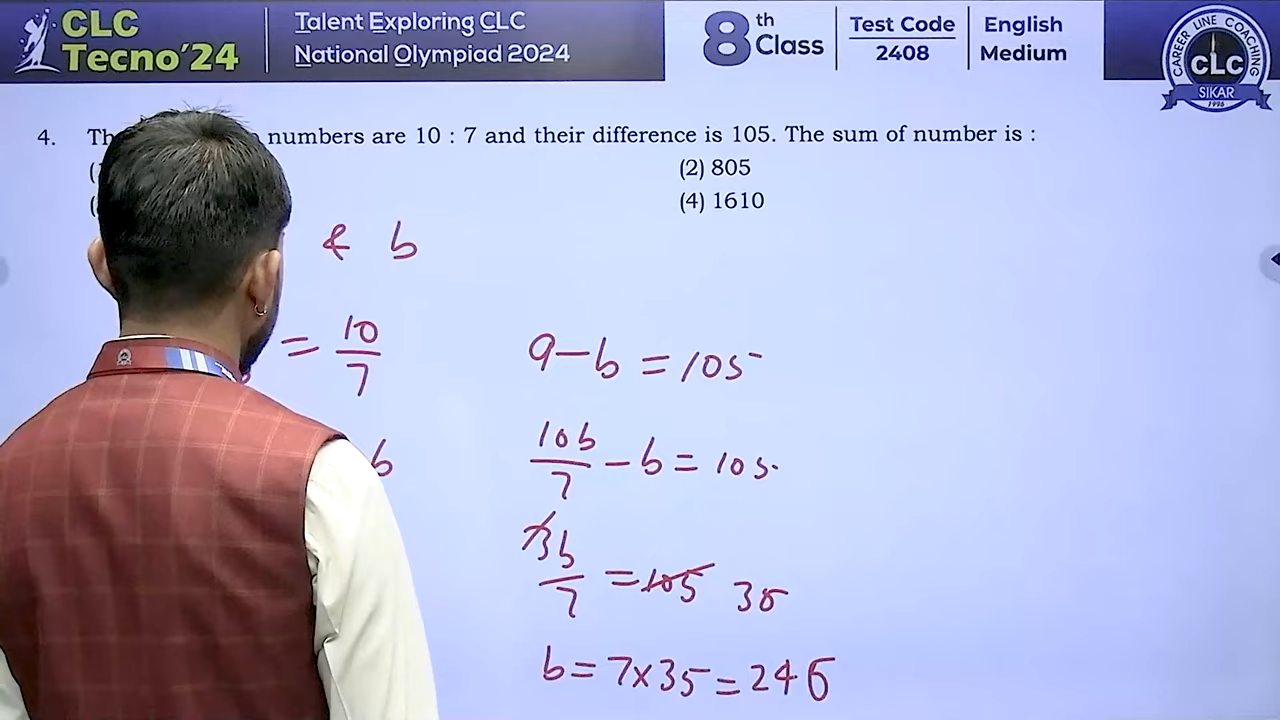 CLC
Tecno'24
Talent Exploring CLC
National Olympiad 2024
8th
Class
Test Code
2408
English
Medium
CAREER LINE COACHING
CLC
SIKAR
1996
4. numbers are 10 : 7 and their difference is 105. The sum of number is :
(2) 805
(4) 1610
& b
= 10/7
b
a - b = 105
10b/7 - b = 105
3b/7 = 105 35
b = 7x35 = 245